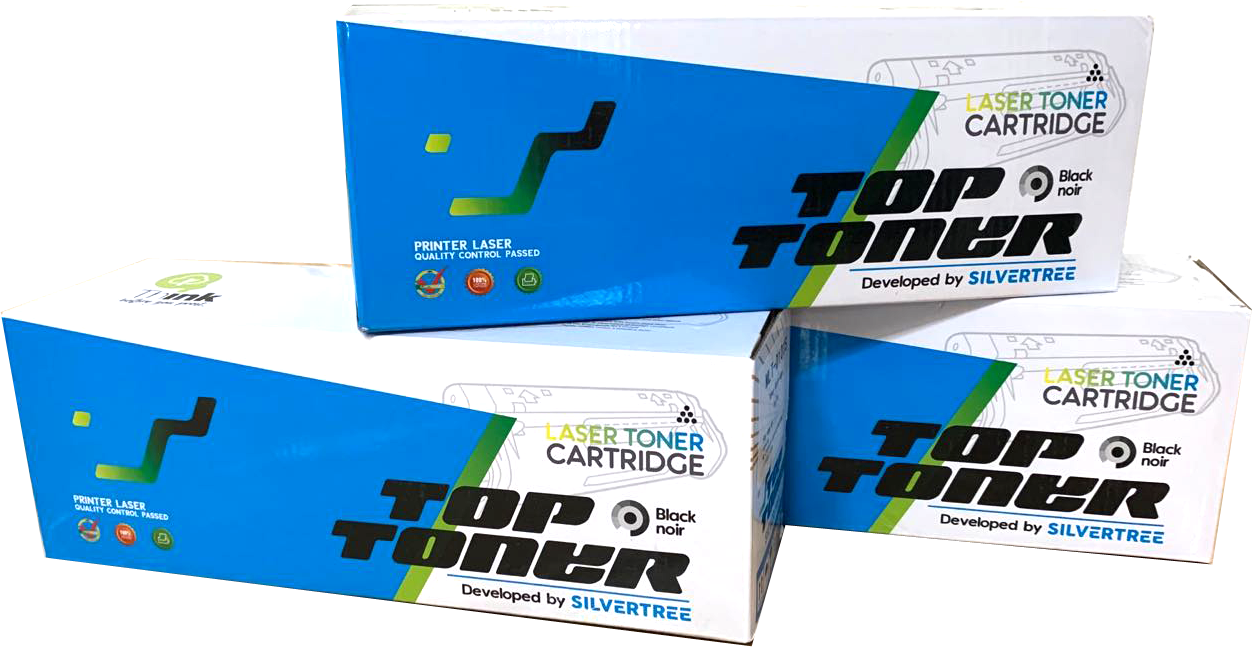 LASER TONER
CARTRIDGE
TOP
TONER
Black
noir
PRINTER LASER
QUALITY CONTROL PASSED
100%
Developed by SILVERTREE
LASER TONER
CARTRIDGE
TOP
TONER
Black
noir
PRINTER LASER
QUALITY CONTROL PASSED
100%
Developed by SILVERTREE
LASER TONER
CARTRIDGE
TOP
TONER
Black
noir
Developed by SILVERTREE